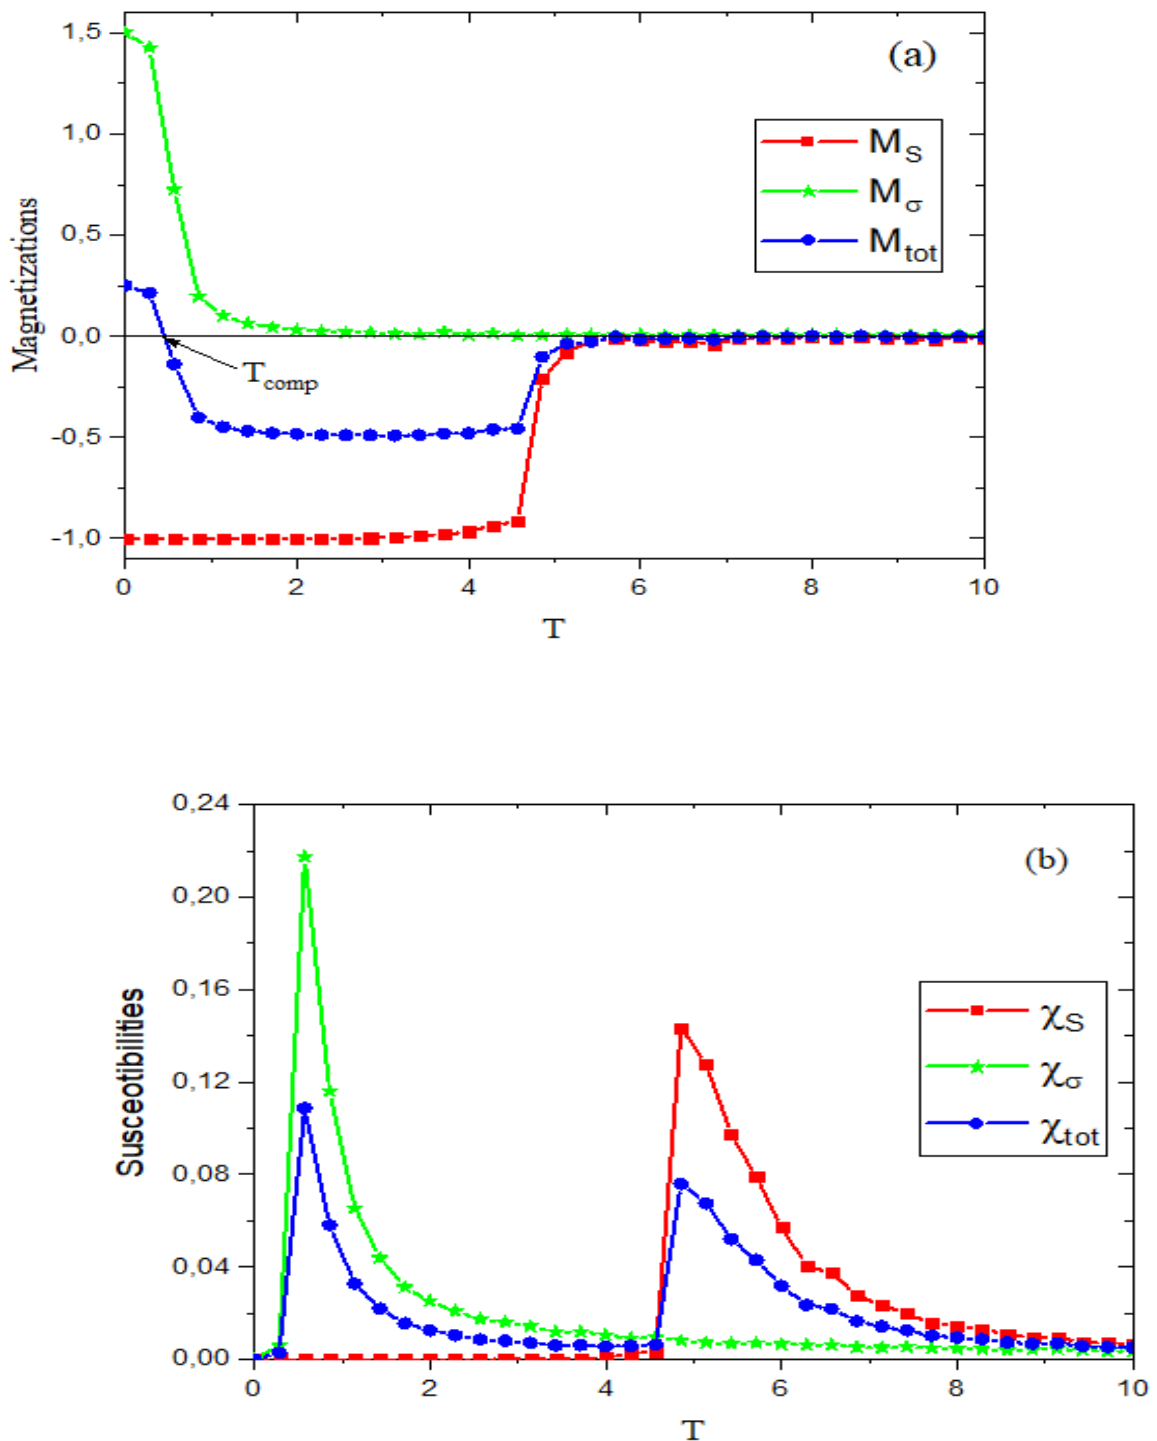 (a)
1,5
1,0
0,5
0,0
-0,5
-1,0
Magnetizations
M_S
M_σ
M_tot
T_comp
0 2 4 6 8 10
T
(b)
0,24
0,20
0,16
0,12
0,08
0,04
0,00
Susceotibilities
χ_S
χ_σ
χ_tot
0 2 4 6 8 10
T